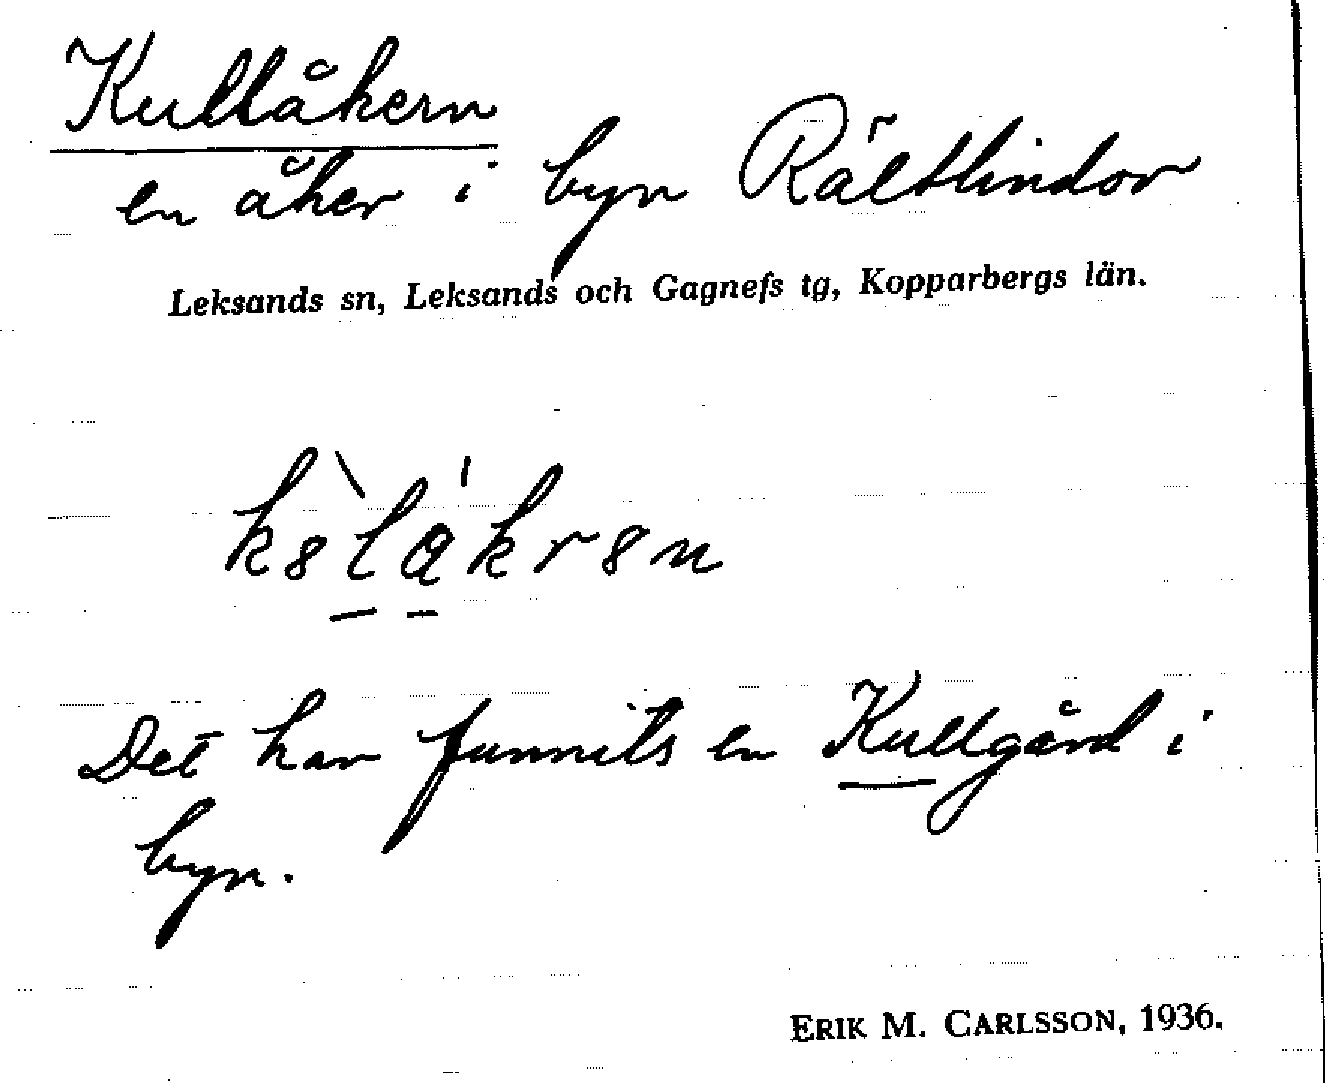 Kullåkern
en åker i byn Rältlindor
Leksands sn, Leksands och Gagnefs tg, Kopparbergs län.
Det har funnits en Kullgård i
byn.
ERIK M. CARLSSON, 1936.